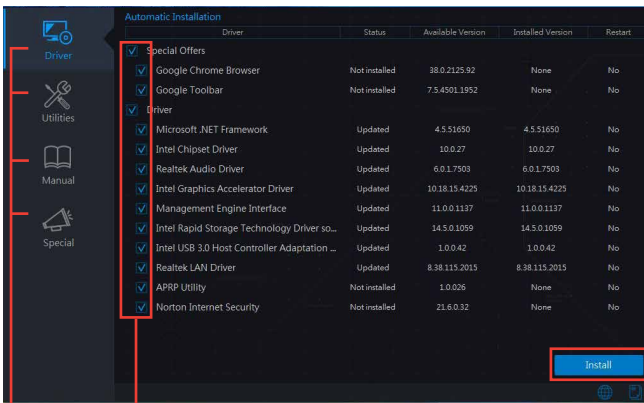 Automatic Installation
Driver Status Available Version Installed Version Restart
Special Offers
Google Chrome Browser Not installed 38.0.2125.92 None No
Google Toolbar Not installed 7.5.4501.1952 None No
Driver
Microsoft .NET Framework Updated 4.5.51650 4.5.51650 No
Intel Chipset Driver Updated 10.0.27 10.0.27 No
Realtek Audio Driver Updated 6.0.1.7503 6.0.1.7503 No
Intel Graphics Accelerator Driver Updated 10.18.15.4225 10.18.15.4225 No
Management Engine Interface Updated 11.0.0.1137 11.0.0.1137 No
Intel Rapid Storage Technology Driver so... Updated 14.5.0.1059 14.5.0.1059 No
Intel USB 3.0 Host Controller Adaptation ... Updated 1.0.0.42 1.0.0.42 No
Realtek LAN Driver Updated 8.38.115.2015 8.38.115.2015 No
APRP Utility Not installed 1.0.026 None No
Norton Internet Security Not installed 21.6.0.32 None No
Install
Driver
Utilities
Manual
Special